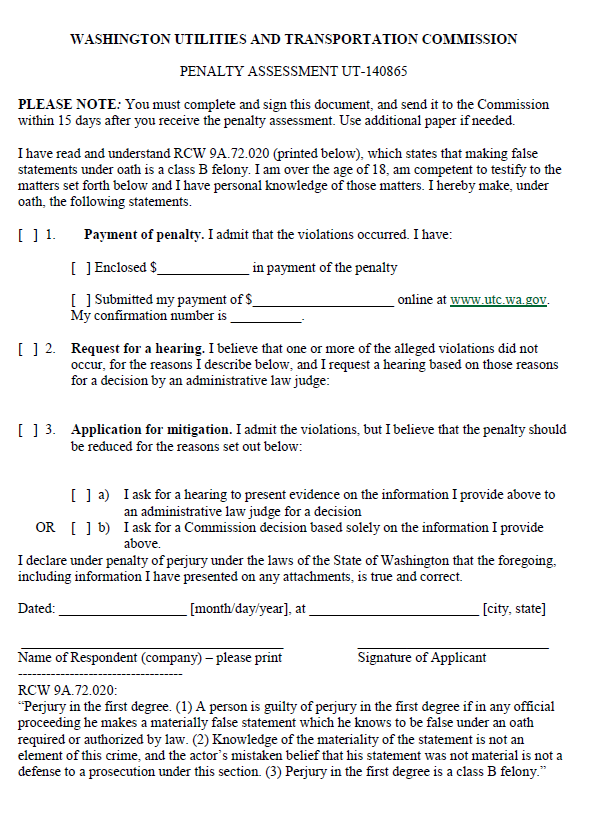 WASHINGTON UTILITIES AND TRANSPORTATION COMMISSION
PENALTY ASSESSMENT UT-140865
PLEASE NOTE: You must complete and sign this document, and send it to the Commission
within 15 days after you receive the penalty assessment. Use additional paper if needed.
I have read and understand RCW 9A.72.020 (printed below), which states that making false
statements under oath is a class B felony. I am over the age of 18, am competent to testify to the
matters set forth below and I have personal knowledge of those matters. I hereby make, under
oath, the following statements.
[ ] 1. Payment of penalty. I admit that the violations occurred. I have:
[ ] Enclosed $______________ in payment of the penalty
[ ] Submitted my payment of $_____________________ online at www.utc.wa.gov.
My confirmation number is ___________.
[ ] 2. Request for a hearing. I believe that one or more of the alleged violations did not
occur, for the reasons I describe below, and I request a hearing based on those reasons
for a decision by an administrative law judge:
[ ] 3. Application for mitigation. I admit the violations, but I believe that the penalty should
be reduced for the reasons set out below:
[ ] a) I ask for a hearing to present evidence on the information I provide above to
an administrative law judge for a decision
OR [ ] b) I ask for a Commission decision based solely on the information I provide
above.
I declare under penalty of perjury under the laws of the State of Washington that the foregoing,
including information I have presented on any attachments, is true and correct.
Dated: ____________________ [month/day/year], at __________________________ [city, state]
_________________________________________ _____________________________
Name of Respondent (company) – please print Signature of Applicant
-----------------------------------
RCW 9A.72.020:
“Perjury in the first degree. (1) A person is guilty of perjury in the first degree if in any official
proceeding he makes a materially false statement which he knows to be false under an oath
required or authorized by law. (2) Knowledge of the materiality of the statement is not an
element of this crime, and the actor’s mistaken belief that his statement was not material is not a
defense to a prosecution under this section. (3) Perjury in the first degree is a class B felony.”